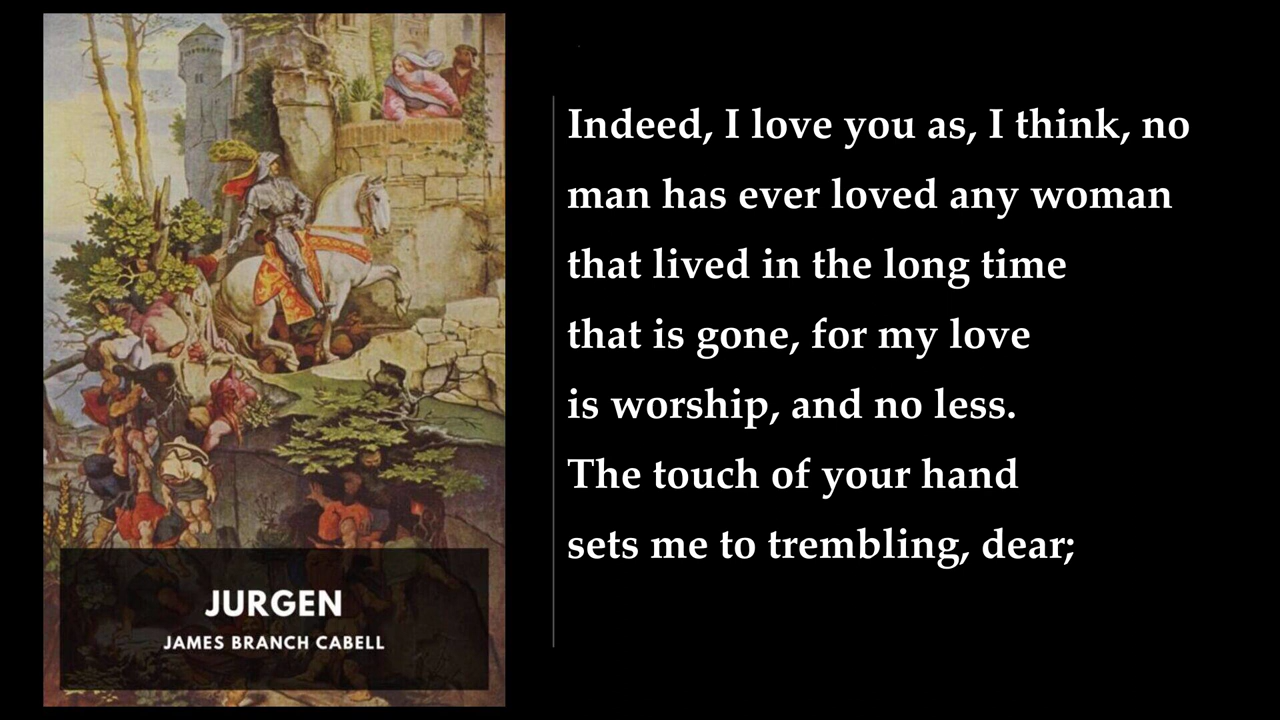 JURGEN
JAMES BRANCH CABELL
Indeed, I love you as, I think, no
man has ever loved any woman
that lived in the long time
that is gone, for my love
is worship, and no less.
The touch of your hand
sets me to trembling, dear;